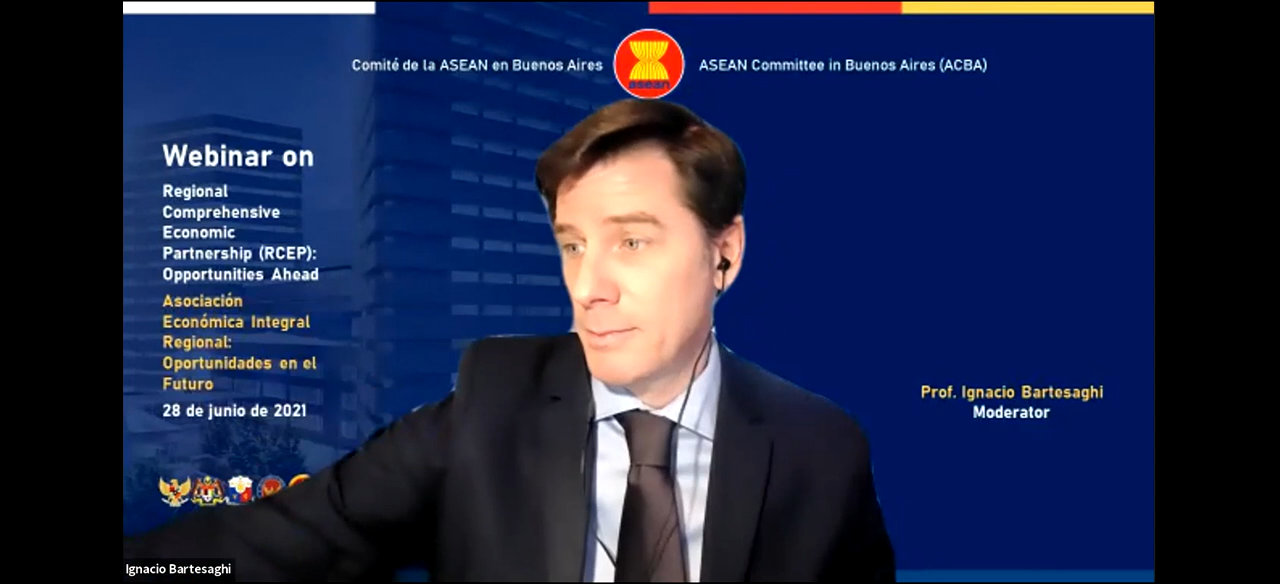 Comité de la ASEAN en Buenos Aires
asean
ASEAN Committee in Buenos Aires (ACBA)
Webinar on
Regional
Comprehensive
Economic
Partnership (RCEP):
Opportunities Ahead
Asociación
Económica Integral
Regional:
Oportunidades en el
Futuro
28 de junio de 2021
Prof. Ignacio Bartesaghi
Moderator
Ignacio Bartesaghi